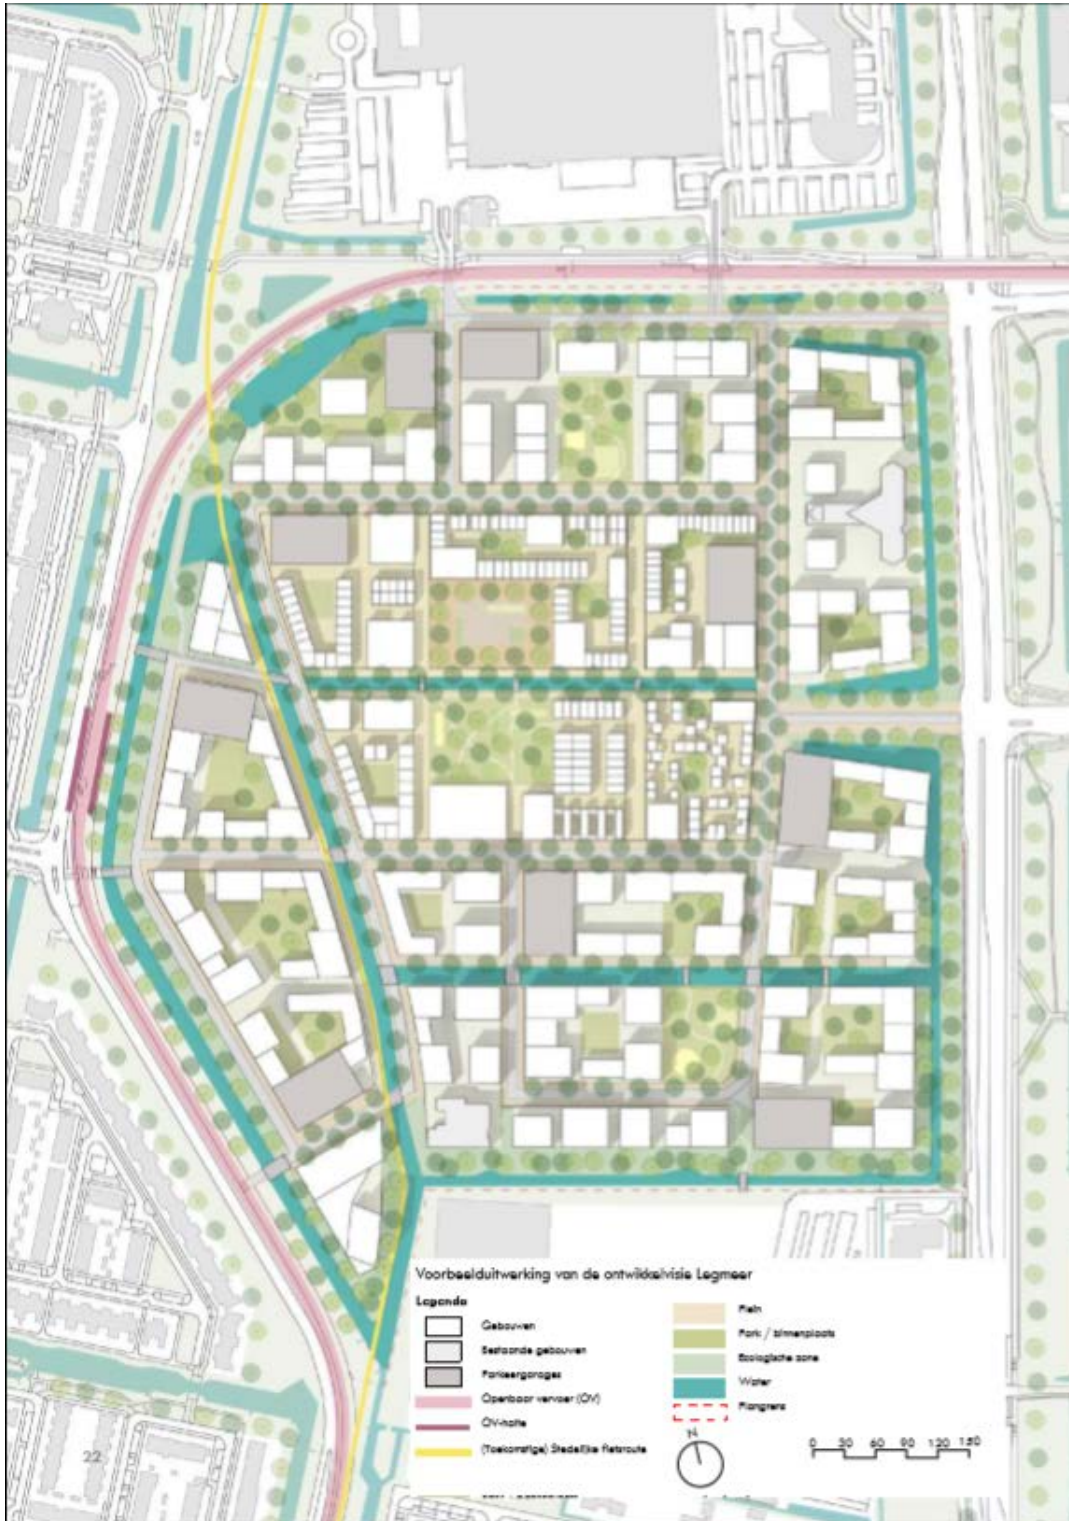 Voorbeelduitwerking van de ontwikkelvisie Legmeer
Legenda
Gebouwen
Bestaande gebouwen
Parkeergarages
Openbaar vervoer (OV)
OV-halte
(Toekomstige) Stedelijke fietsroute
Plein
Park / binnenplaats
Ecologische zone
Water
Plangrens
N
0 30 60 90 120 150
22